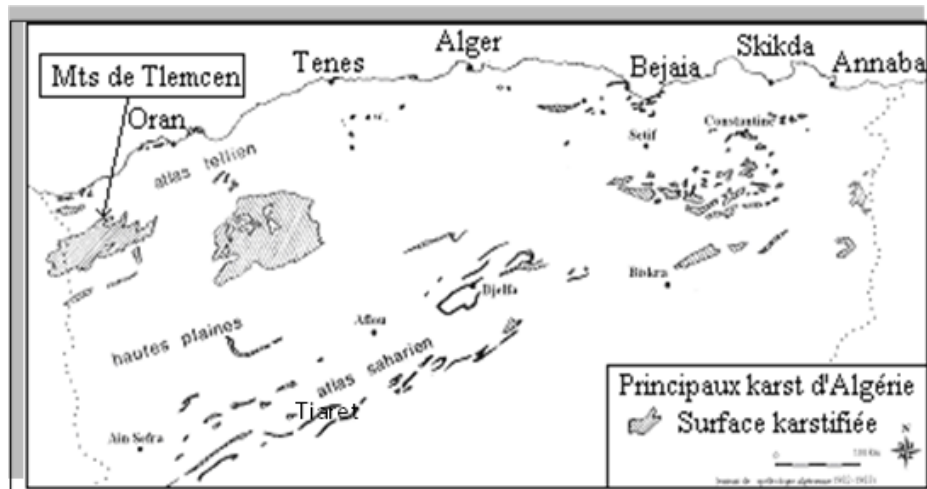 Alger
Skikda
Tenes
Bejaia
Annaba
Mts de Tlemcen
Oran
Constantine
Setif
atlas tellien
Biskra
Djelfa
Aflou
hautes plaines
atlas saharien
Tiaret
Ain Sefra
Principaux karst d'Algérie
Surface karstifiée
N
0